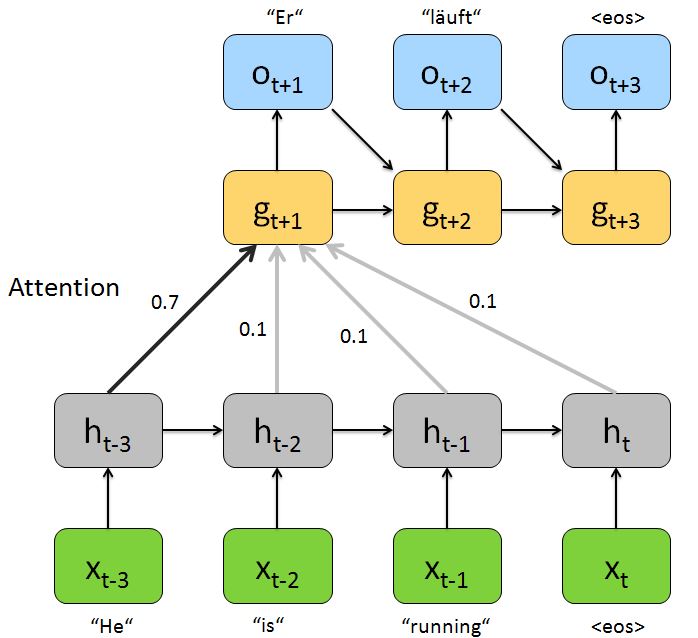 “Er“ “läuft“ <eos>
o_{t+1} o_{t+2} o_{t+3}
g_{t+1} g_{t+2} g_{t+3}
Attention
0.7 0.1 0.1 0.1
h_{t-3} h_{t-2} h_{t-1} h_t
x_{t-3} x_{t-2} x_{t-1} x_t
“He“ “is“ “running“ <eos>